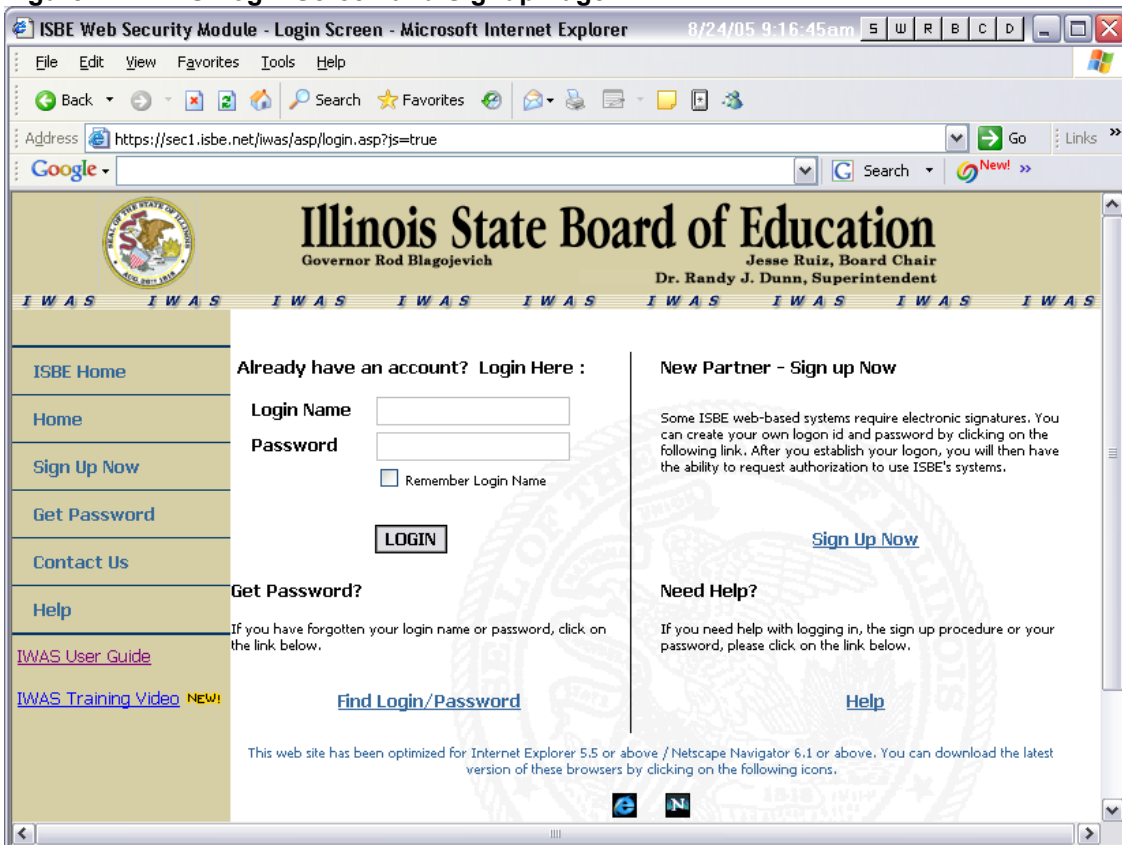 ISBE Web Security Module - Login Screen - Microsoft Internet Explorer 8/24/05 9:16:45am S W R B C D
File Edit View Favorites Tools Help
Back Search Favorites
Address https://sec1.isbe.net/iwas/asp/login.asp?js=true Go Links »
Google Search New! »
Illinois State Board of Education
Governor Rod Blagojevich Jesse Ruiz, Board Chair
Dr. Randy J. Dunn, Superintendent
I W A S I W A S I W A S I W A S I W A S I W A S I W A S I W A S I W A S
ISBE Home
Home
Sign Up Now
Get Password
Contact Us
Help
IWAS User Guide
IWAS Training Video NEW!
Already have an account? Login Here :
Login Name
Password
Remember Login Name
LOGIN
Get Password?
If you have forgotten your login name or password, click on
the link below.
Find Login/Password
New Partner - Sign up Now
Some ISBE web-based systems require electronic signatures. You
can create your own logon id and password by clicking on the
following link. After you establish your logon, you will then have
the ability to request authorization to use ISBE's systems.
Sign Up Now
Need Help?
If you need help with logging in, the sign up procedure or your
password, please click on the link below.
Help
This web site has been optimized for Internet Explorer 5.5 or above / Netscape Navigator 6.1 or above. You can download the latest
version of these browsers by clicking on the following icons.
N